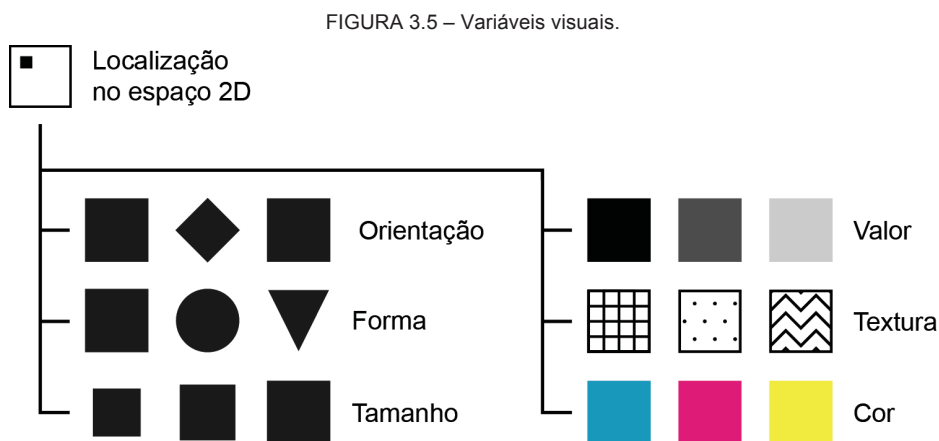 FIGURA 3.5 – Variáveis visuais.
Localização
no espaço 2D
Orientação
Forma
Tamanho
Valor
Textura
Cor